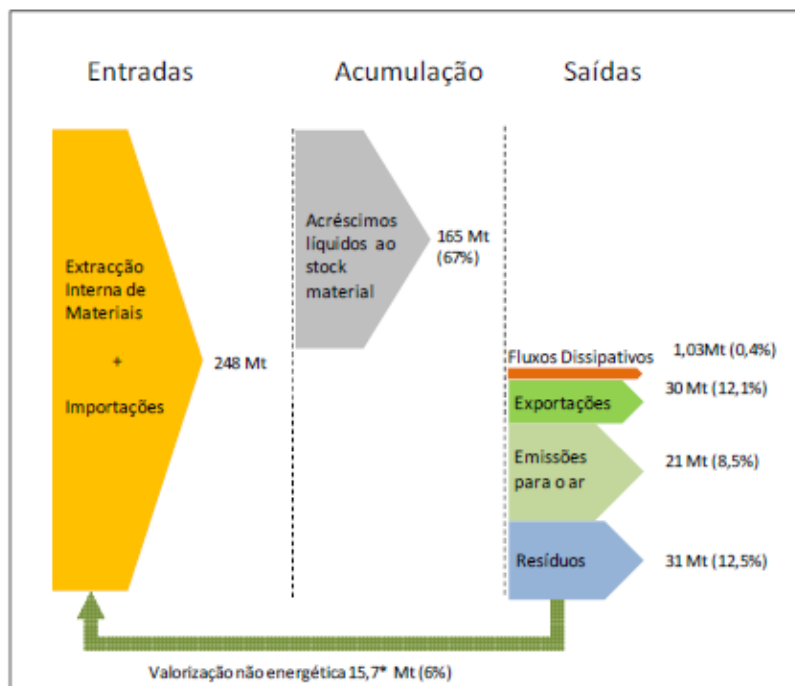 Entradas
Acumulação
Saídas
Extracção
Interna de
Materiais
+
Importações
248 Mt
Acréscimos
líquidos ao
stock
material
165 Mt
(67%)
Fluxos Dissipativos
1,03Mt (0,4%)
Exportações
30 Mt (12,1%)
Emissões
para o ar
21 Mt (8,5%)
Resíduos
31 Mt (12,5%)
Valorização não energética 15,7* Mt (6%)